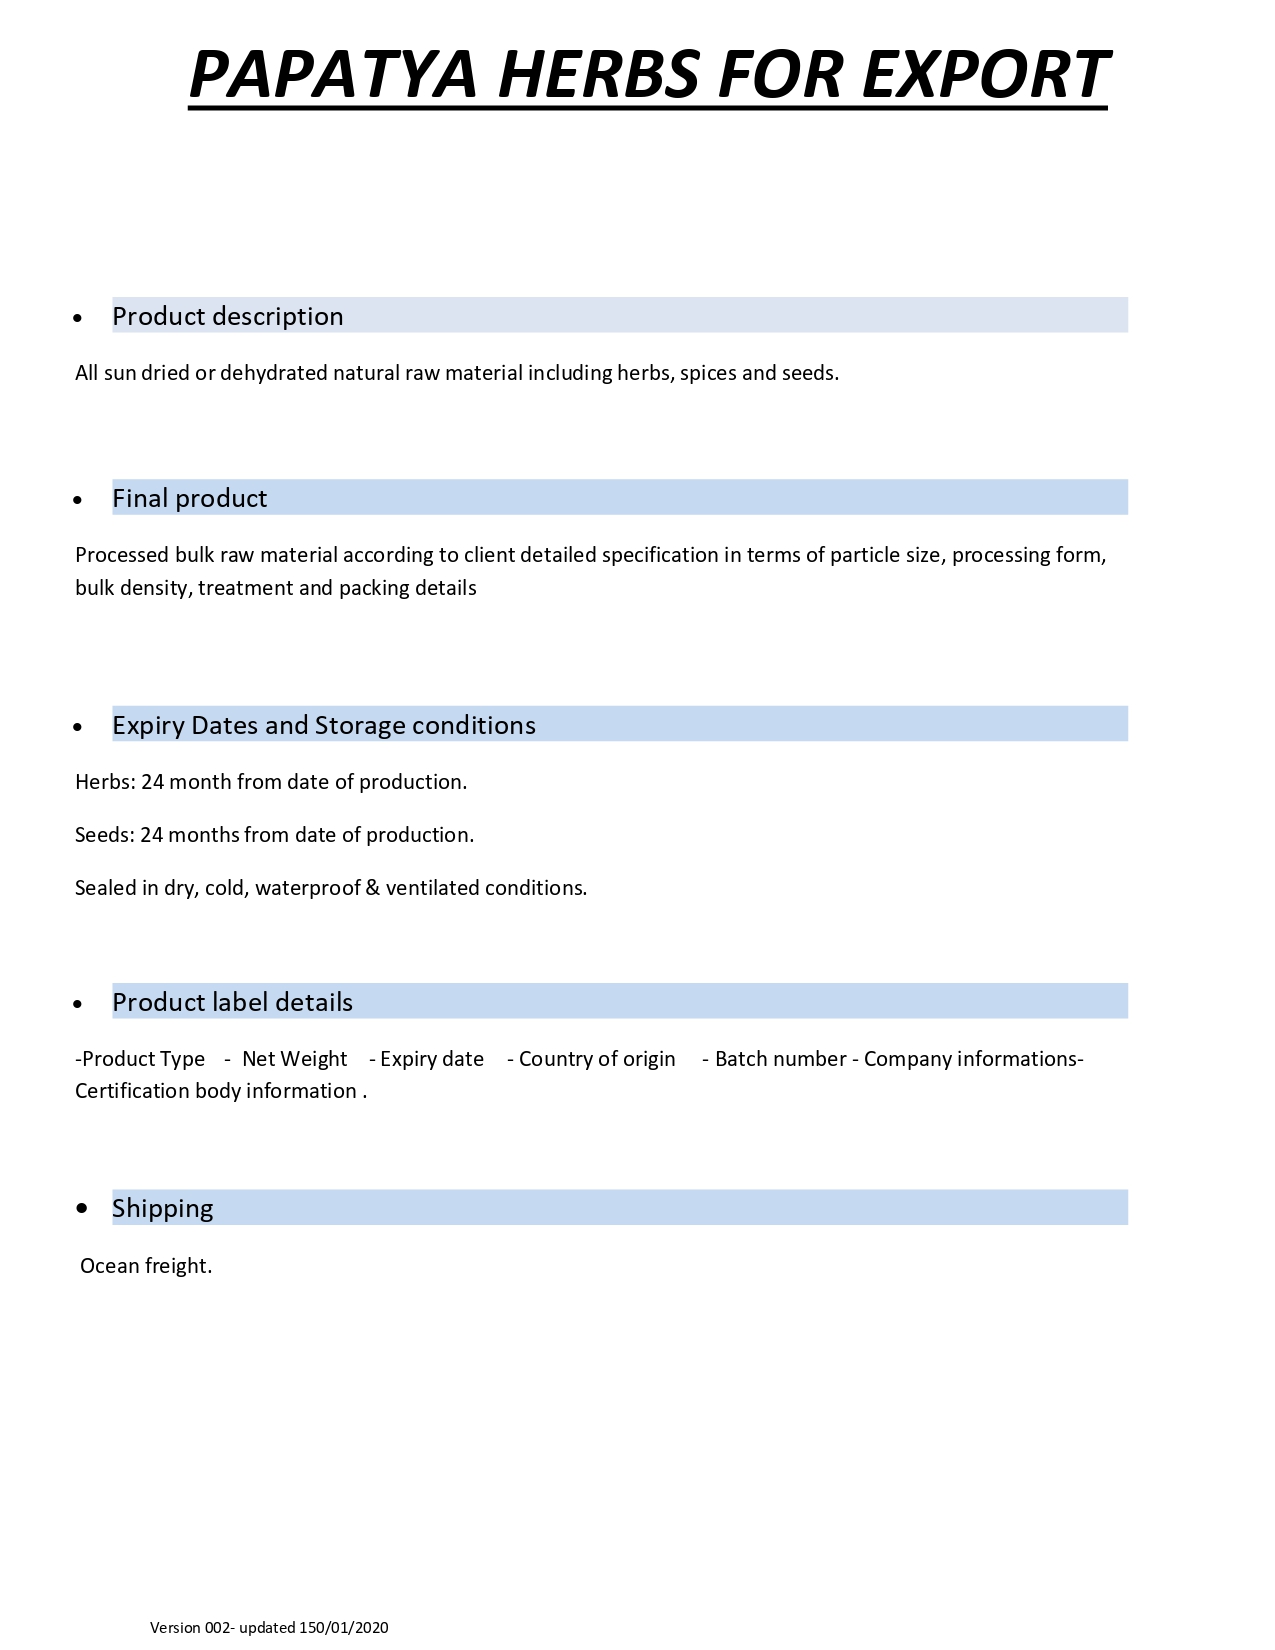 PAPATYA HERBS FOR EXPORT
• Product description
All sun dried or dehydrated natural raw material including herbs, spices and seeds.
• Final product
Processed bulk raw material according to client detailed specification in terms of particle size, processing form,
bulk density, treatment and packing details
• Expiry Dates and Storage conditions
Herbs: 24 month from date of production.
Seeds: 24 months from date of production.
Sealed in dry, cold, waterproof & ventilated conditions.
• Product label details
-Product Type - Net Weight - Expiry date - Country of origin - Batch number - Company informations-
Certification body information .
• Shipping
Ocean freight.
Version 002- updated 150/01/2020